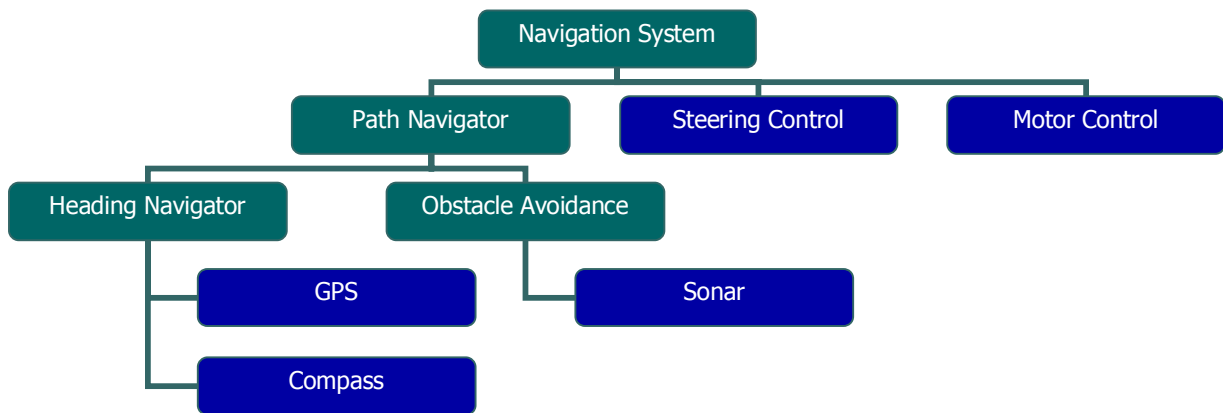 Navigation System
Path Navigator
Steering Control
Motor Control
Heading Navigator
Obstacle Avoidance
GPS
Sonar
Compass